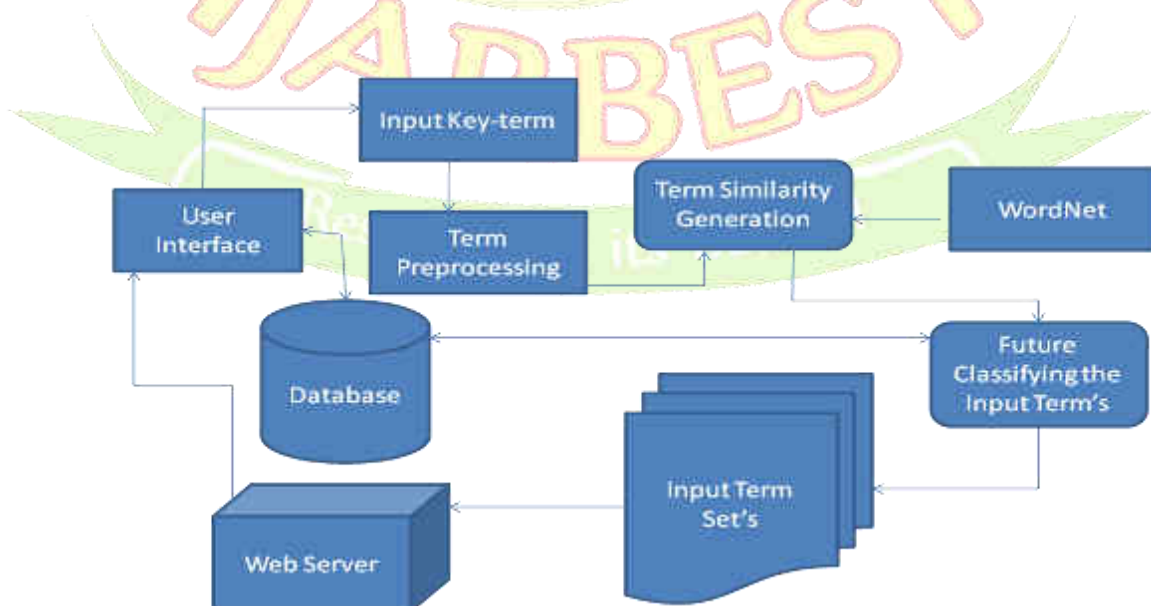 IJARBEST
Input Key-term
User
Interface
Term
Preprocessing
Term Similarity
Generation
WordNet
Database
Future
Classifying the
Input Term's
Input Term
Set's
Web Server